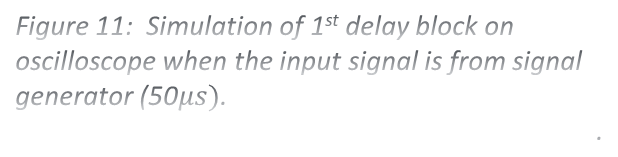 Figure 11:  Simulation of 1st delay block on
oscilloscope when the input signal is from signal
generator (50μs).
.